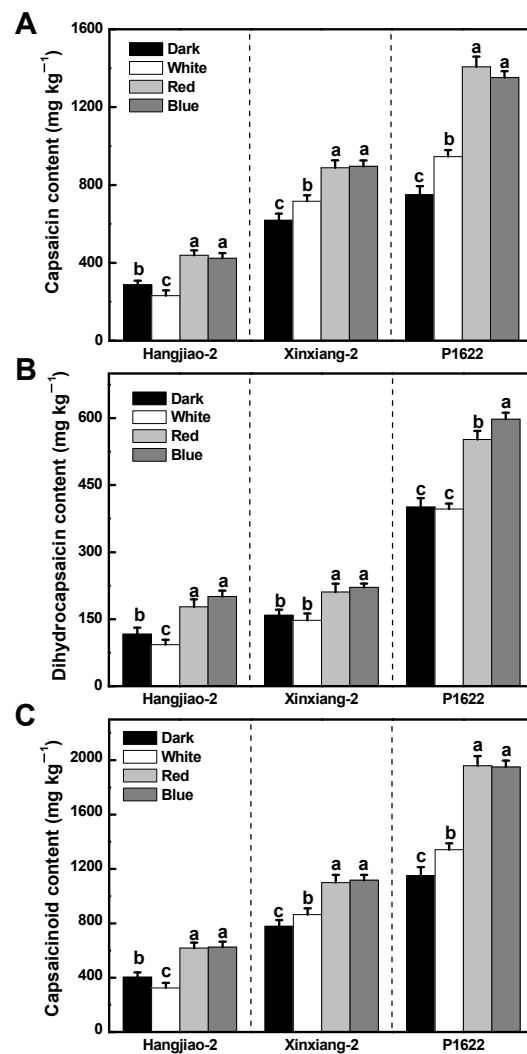 A
Capsaicin content (mg kg⁻¹)
1600
1200
800
400
0
Dark
White
Red
Blue
b
c
a
a
c
b
a
a
c
b
a
a
Hangjiao-2
Xinxiang-2
P1622
B
Dihydrocapsaicin content (mg kg⁻¹)
600
450
300
150
0
Dark
White
Red
Blue
b
c
a
a
b
b
a
a
c
c
b
a
Hangjiao-2
Xinxiang-2
P1622
C
Capsaicinoid content (mg kg⁻¹)
2000
1600
1200
800
400
0
Dark
White
Red
Blue
b
c
a
a
c
b
a
a
c
b
a
a
Hangjiao-2
Xinxiang-2
P1622